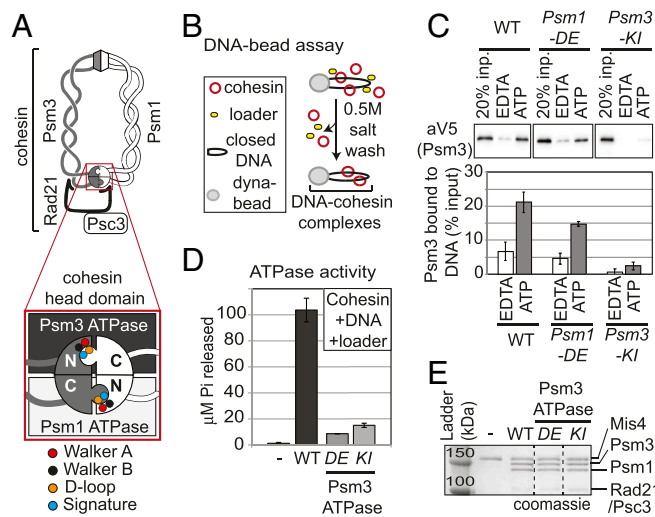 A
cohesin
Psm3
Psm1
Rad21
Psc3
cohesin
head domain
Psm3 ATPase
N
C
C
N
Psm1 ATPase
Walker A
Walker B
D-loop
Signature
B
DNA-bead assay
cohesin
loader
closed
DNA
dyna-
bead
0.5M
salt
wash
DNA-cohesin
complexes
C
WT
Psm1
-DE
Psm3
-KI
20% inp.
EDTA
ATP
20% inp.
EDTA
ATP
20% inp.
EDTA
ATP
aV5
(Psm3)
Psm3 bound to
DNA (% input)
30
20
10
0
EDTA
ATP
EDTA
ATP
EDTA
ATP
WT
Psm1
-DE
Psm3
-KI
D
ATPase activity
Cohesin
+DNA
+loader
µM Pi released
100
80
60
40
20
0
-
WT
DE
KI
Psm3
ATPase
E
Psm3
ATPase
Ladder
(kDa)
-
WT
DE
KI
150
100
Mis4
Psm3
Psm1
Rad21
/Psc3
coomassie